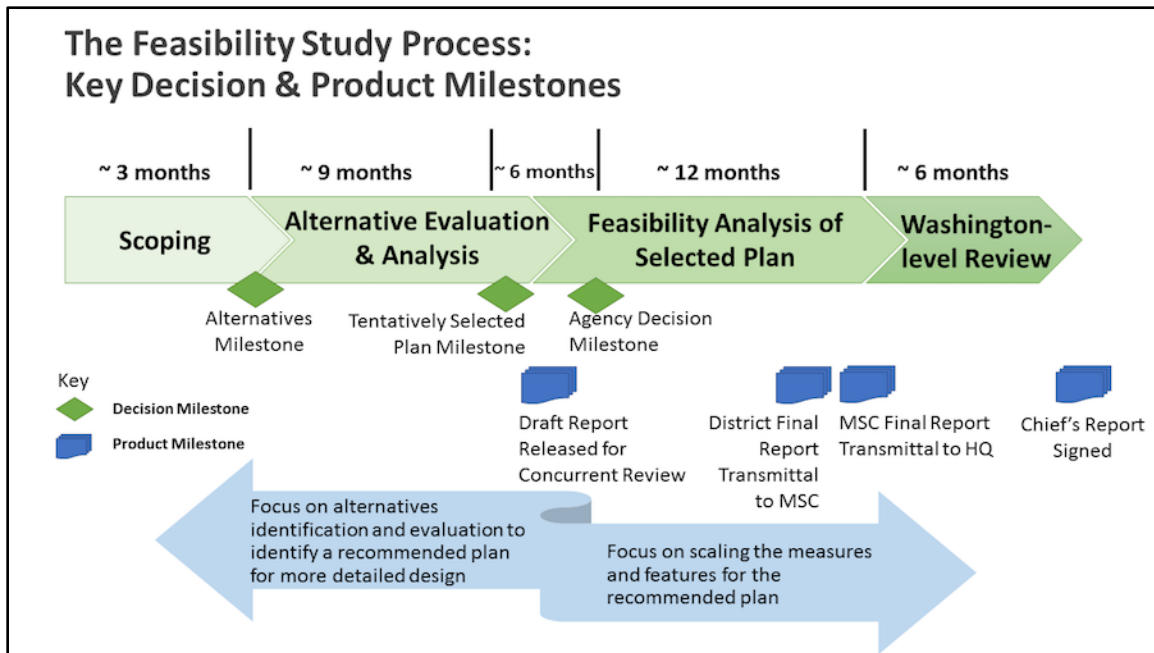 The Feasibility Study Process:
Key Decision & Product Milestones
~ 3 months
~ 9 months
~ 6 months
~ 12 months
~ 6 months
Scoping
Alternative Evaluation
& Analysis
Feasibility Analysis of
Selected Plan
Washington-
level Review
Alternatives
Milestone
Tentatively Selected
Plan Milestone
Agency Decision
Milestone
Key
Decision Milestone
Product Milestone
Draft Report
Released for
Concurrent Review
District Final
Report
Transmittal
to MSC
MSC Final Report
Transmittal to HQ
Chief's Report
Signed
Focus on alternatives
identification and evaluation to
identify a recommended plan
for more detailed design
Focus on scaling the measures
and features for the
recommended plan